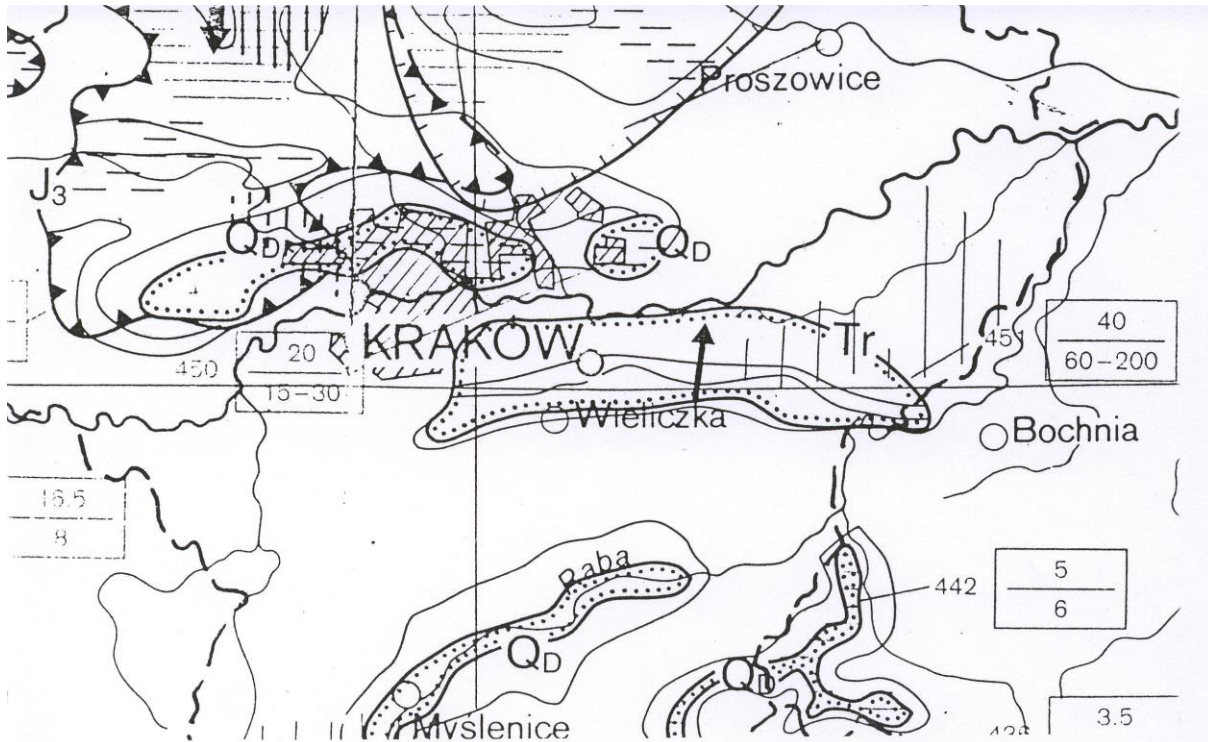 Proszowice
J3
QD
QD
KRAKÓW
Tr
450
20
15-30
451
40
60-200
Wieliczka
Bochnia
16.5
8
Raba
442
5
6
QD
QD
Myślenice
3.5